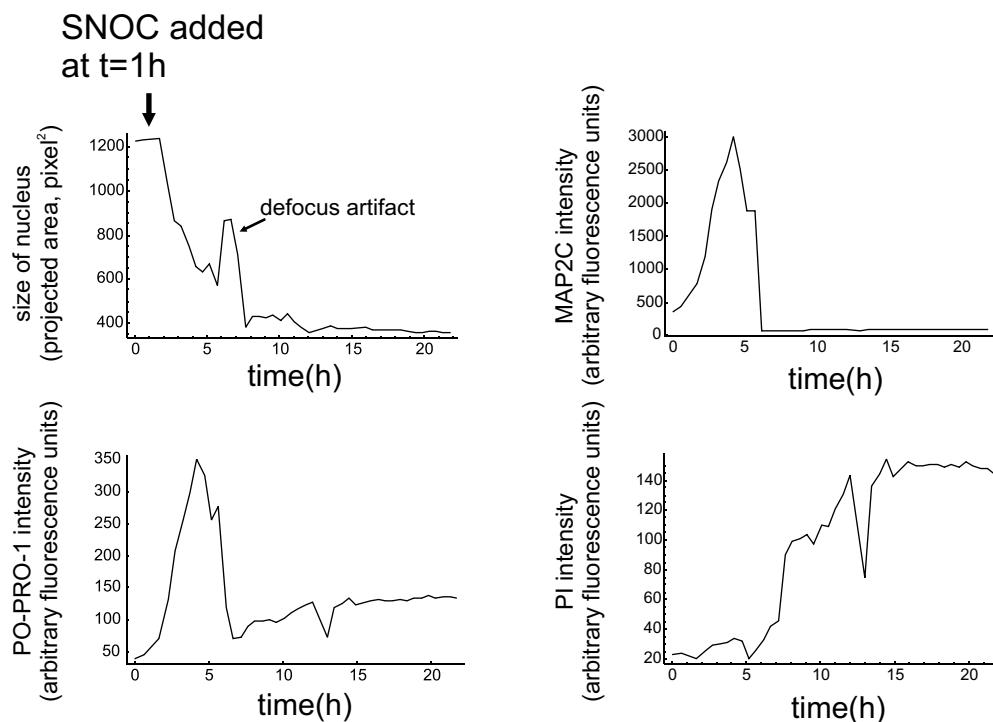 SNOC added
at t=1h
size of nucleus
(projected area, pixel²)
1200
1000
800
600
400
defocus artifact
0 5 10 15 20
time(h)
MAP2C intensity
(arbitrary fluorescence units)
3000
2500
2000
1500
1000
500
0
0 5 10 15 20
time(h)
PO-PRO-1 intensity
(arbitrary fluorescence units)
350
300
250
200
150
100
50
0 5 10 15 20
time(h)
PI intensity
(arbitrary fluorescence units)
140
120
100
80
60
40
20
0 5 10 15 20
time(h)